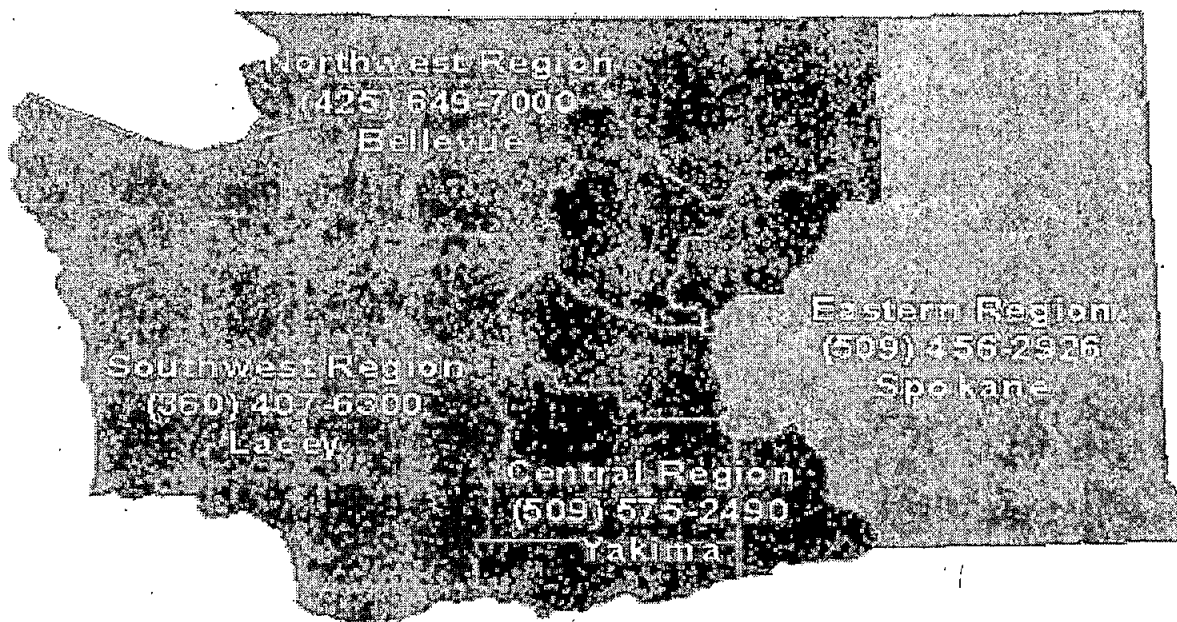 Northwest Region
(425) 649-7000
Bellevue
Eastern Region
(509) 456-2926
Spokane
Southwest Region
(360) 407-6300
Lacey
Central Region
(509) 575-2490
Yakima